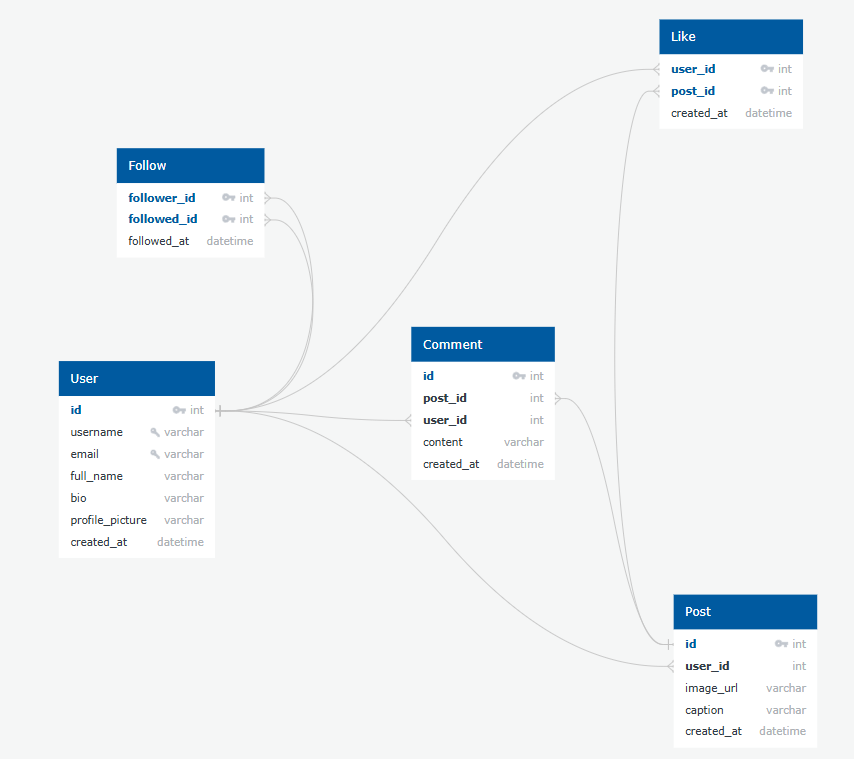 Like
user_id int
post_id int
created_at datetime
Follow
follower_id int
followed_id int
followed_at datetime
Comment
id int
post_id int
user_id int
content varchar
created_at datetime
User
id int
username varchar
email varchar
full_name varchar
bio varchar
profile_picture varchar
created_at datetime
Post
id int
user_id int
image_url varchar
caption varchar
created_at datetime